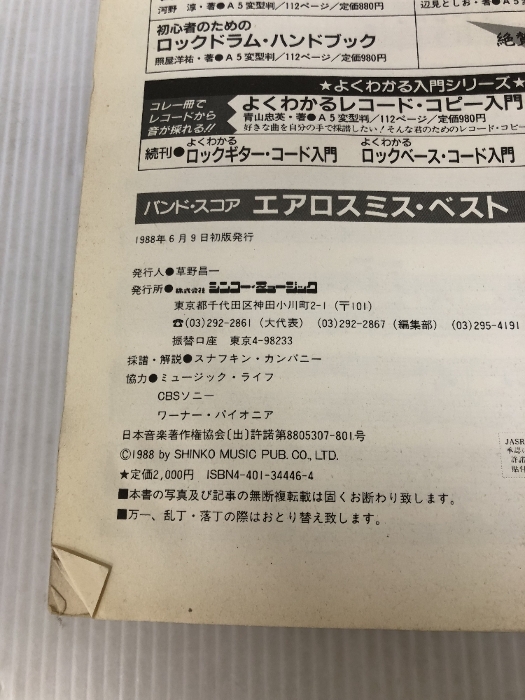 河野 淳・著●A5変型判/112ページ/定価880円
辺見としお・著●A5
初心者のための
ロックドラム・ハンドブック
照屋洋祐・著●A5変型判/112ページ/定価980円
★よくわかる入門シリーズ★
コレ一冊で
レコードから
音が採れる!!
よくわかるレコード・コピー入門
青山忠英・著●A5変型判/112ページ/定価980円
好きな曲を自分の手で採譜したい!そんな君のためのレコード・コピー
続刊●
よくわかる
ロックギター・コード入門
よくわかる
ロックベース・コード入門
バンド・スコア エアロスミス・ベスト
1988年6月9日初版発行
発行人●草野昌一
発行所●株式会社シンコー・ミュージック
東京都千代田区神田小川町2-1(〒101)
☎(03)292-2861(大代表)(03)292-2867(編集部)(03)295-4191
振替口座 東京4-98233
採譜・解説●スナフキン・カンパニー
協力●ミュージック・ライフ
CBSソニー
ワーナー・パイオニア
日本音楽著作権協会(出)許諾第8805307-801号
©1988 by SHINKO MUSIC PUB. CO., LTD.
★定価2,000円 ISBN4-401-34446-4
■本書の写真及び記事の無断複転載は固くお断わり致します。
■万一、乱丁・落丁の際はおとり替え致します。
JASR
承認に
許諾
貼付